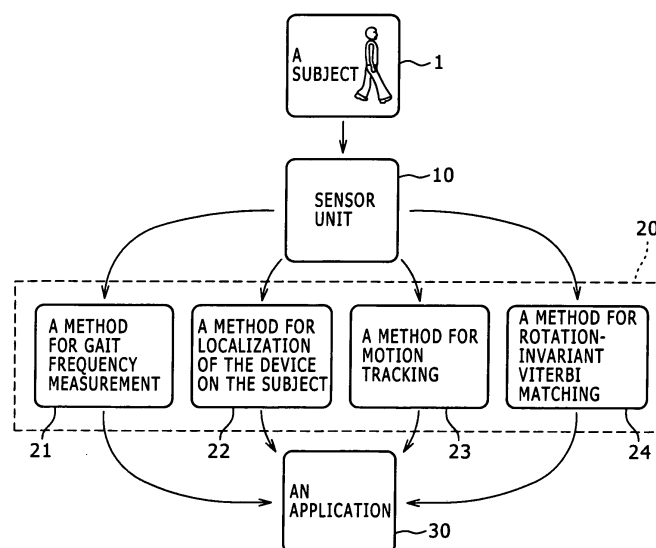 A
SUBJECT
1
10
SENSOR
UNIT
20
A METHOD
FOR GAIT
FREQUENCY
MEASUREMENT
A METHOD FOR
LOCALIZATION
OF THE DEVICE
ON THE SUBJECT
A METHOD FOR
MOTION
TRACKING
A METHOD FOR
ROTATION-
INVARIANT
VITERBI
MATCHING
21
22
23
24
AN
APPLICATION
30